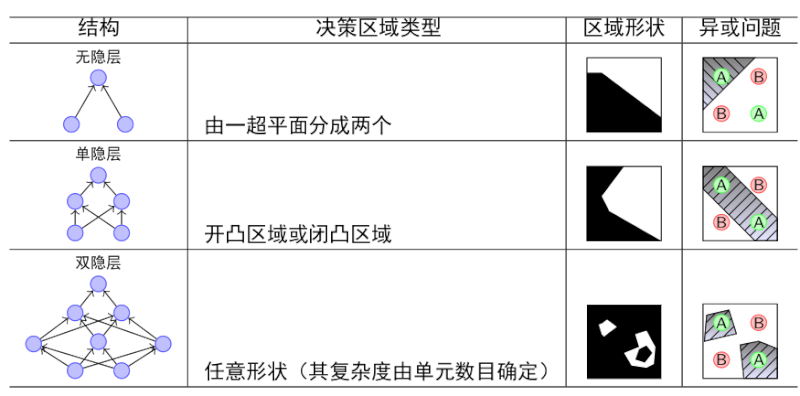 结构 决策区域类型 区域形状 异或问题
无隐层
由一超平面分成两个
A B
B A
单隐层
开凸区域或闭凸区域
A B
B A
双隐层
任意形状（其复杂度由单元数目确定）
A B
B A